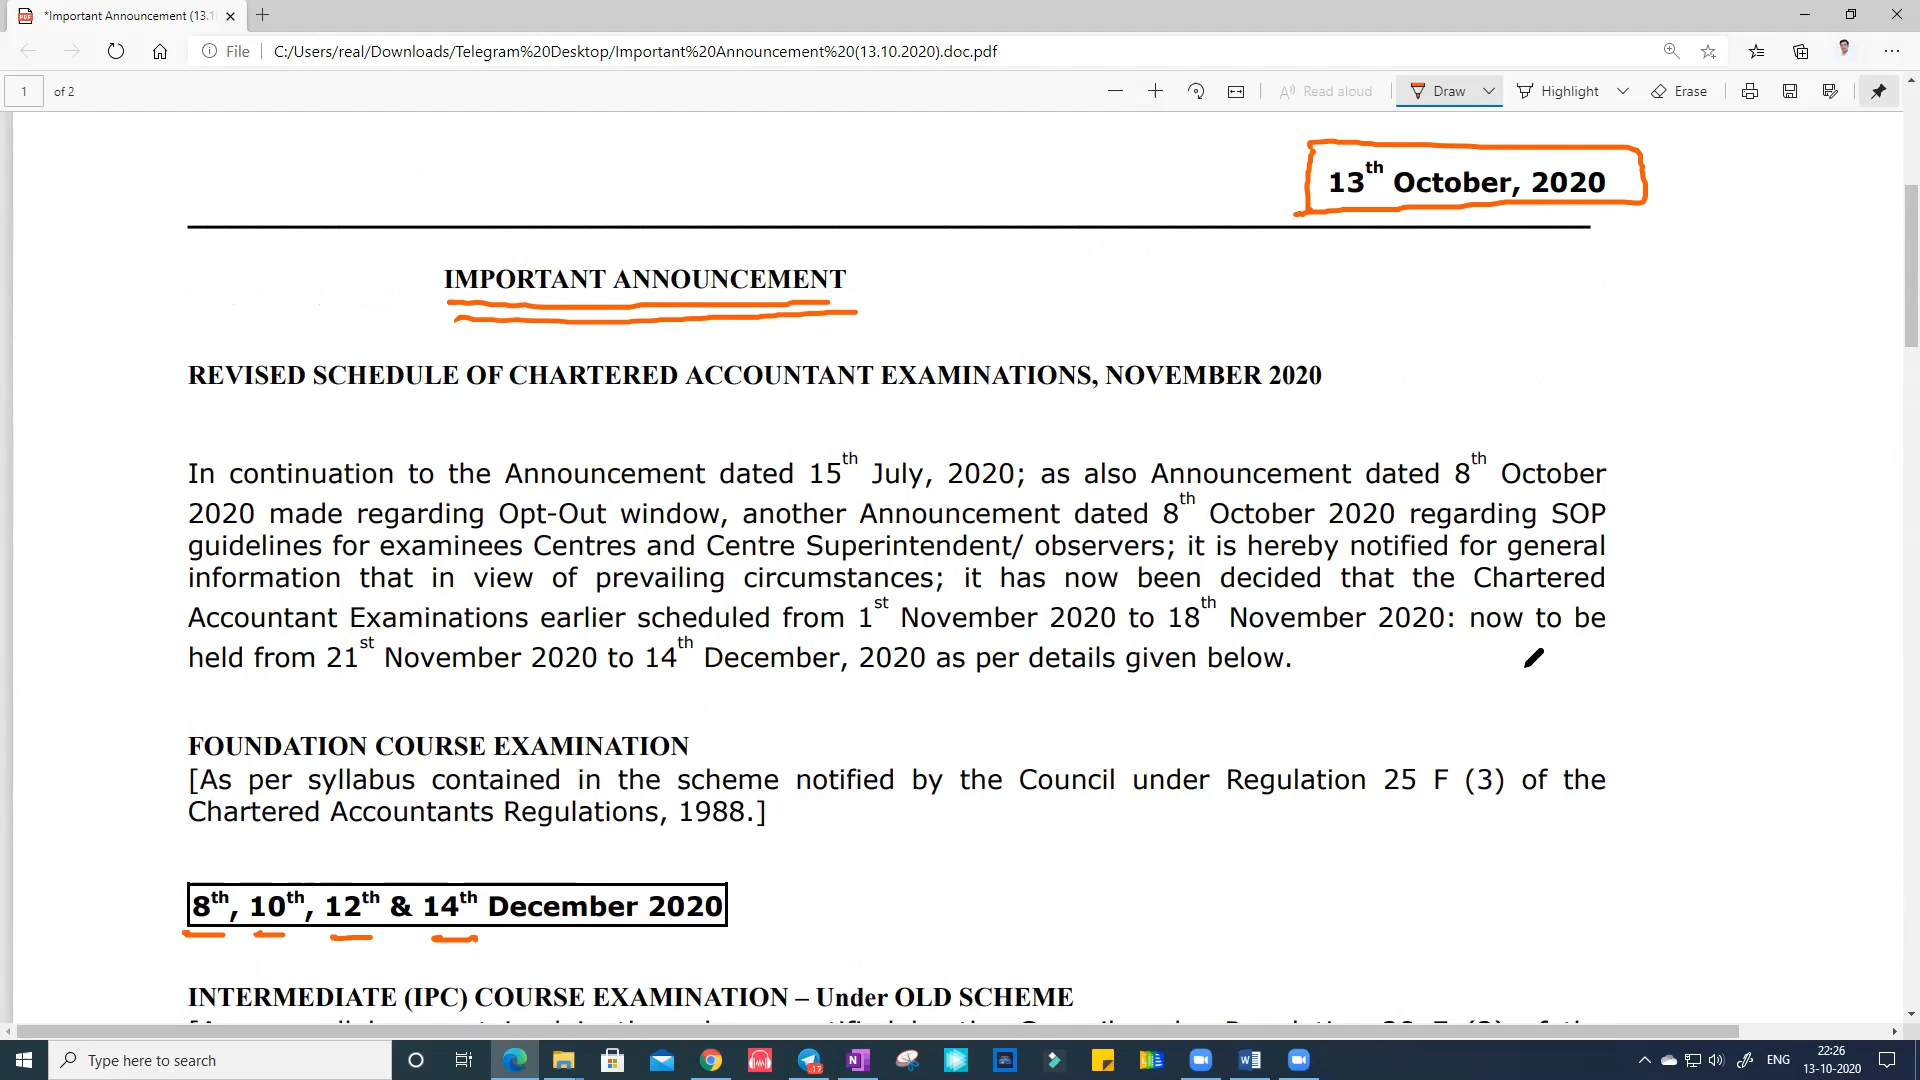 *Important Announcement (13.1
File
C:/Users/real/Downloads/Telegram%20Desktop/Important%20Announcement%20(13.10.2020).doc.pdf
1 of 2
Read aloud
Draw
Highlight
Erase
13th October, 2020
IMPORTANT ANNOUNCEMENT
REVISED SCHEDULE OF CHARTERED ACCOUNTANT EXAMINATIONS, NOVEMBER 2020
In continuation to the Announcement dated 15th July, 2020; as also Announcement dated 8th October
2020 made regarding Opt-Out window, another Announcement dated 8th October 2020 regarding SOP
guidelines for examinees Centres and Centre Superintendent/ observers; it is hereby notified for general
information that in view of prevailing circumstances; it has now been decided that the Chartered
Accountant Examinations earlier scheduled from 1st November 2020 to 18th November 2020: now to be
held from 21st November 2020 to 14th December, 2020 as per details given below.
FOUNDATION COURSE EXAMINATION
[As per syllabus contained in the scheme notified by the Council under Regulation 25 F (3) of the
Chartered Accountants Regulations, 1988.]
8th, 10th, 12th & 14th December 2020
INTERMEDIATE (IPC) COURSE EXAMINATION – Under OLD SCHEME
Type here to search
ENG
22:26
13-10-2020